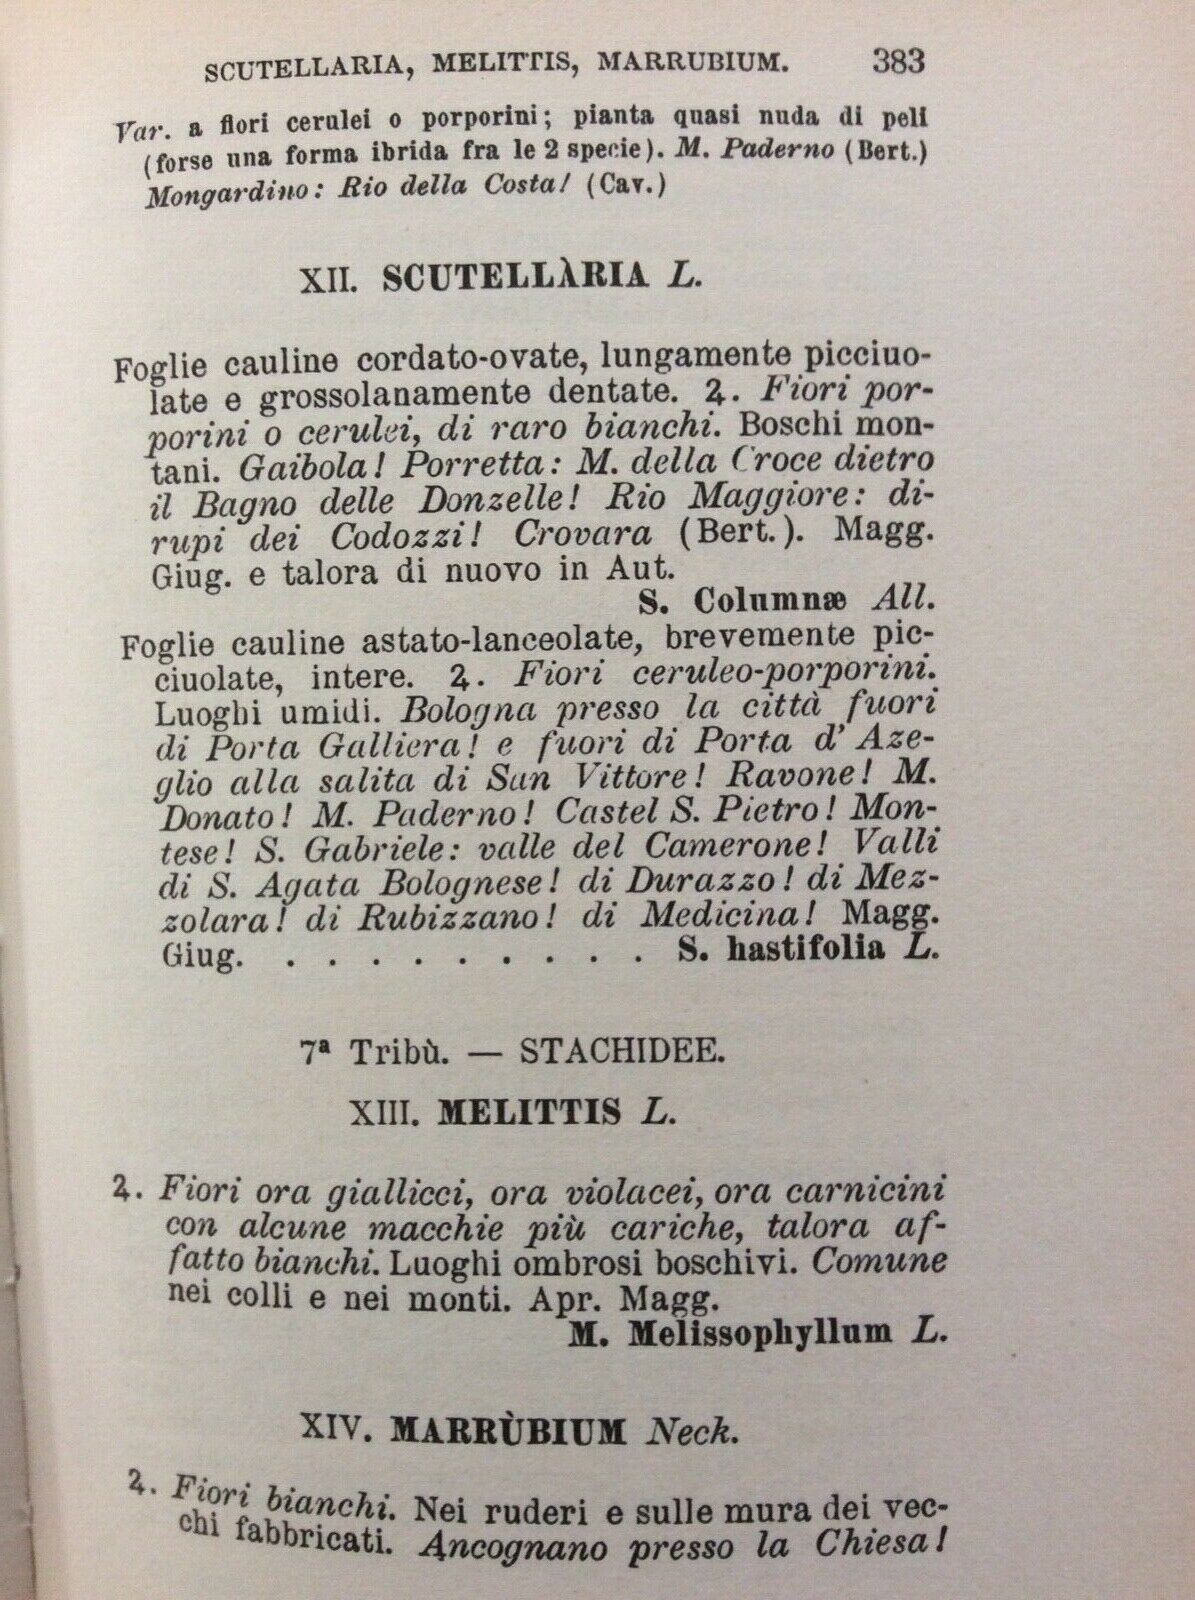 SCUTELLARIA, MELITTIS, MARRUBIUM. 383
Var. a fiori cerulei o porporini; pianta quasi nuda di peli
(forse una forma ibrida fra le 2 specie). M. Paderno (Bert.)
Mongardino: Rio della Costa! (Cav.)
XII. SCUTELLÀRIA L.
Foglie cauline cordato-ovate, lungamente picciuo-
late e grossolanamente dentate. ♃. Fiori por-
porini o cerulei, di raro bianchi. Boschi mon-
tani. Gaibola! Porretta: M. della Croce dietro
il Bagno delle Donzelle! Rio Maggiore: di-
rupi dei Codozzi! Crovara (Bert.). Magg.
Giug. e talora di nuovo in Aut.
S. Columnæ All.
Foglie cauline astato-lanceolate, brevemente pic-
ciuolate, intere. ♃. Fiori ceruleo-porporini.
Luoghi umidi. Bologna presso la città fuori
di Porta Galliera! e fuori di Porta d' Aze-
glio alla salita di San Vittore! Ravone! M.
Donato! M. Paderno! Castel S. Pietro! Mon-
tese! S. Gabriele: valle del Camerone! Valli
di S. Agata Bolognese! di Durazzo! di Mez-
zolara! di Rubizzano! di Medicina! Magg.
Giug. . . . . . . . . . . S. hastifolia L.
7ª Tribù. — STACHIDEE.
XIII. MELITTIS L.
♃. Fiori ora giallicci, ora violacei, ora carnicini
con alcune macchie più cariche, talora af-
fatto bianchi. Luoghi ombrosi boschivi. Comune
nei colli e nei monti. Apr. Magg.
M. Melissophyllum L.
XIV. MARRÙBIUM Neck.
♃. Fiori bianchi. Nei ruderi e sulle mura dei vec-
chi fabbricati. Ancognano presso la Chiesa!